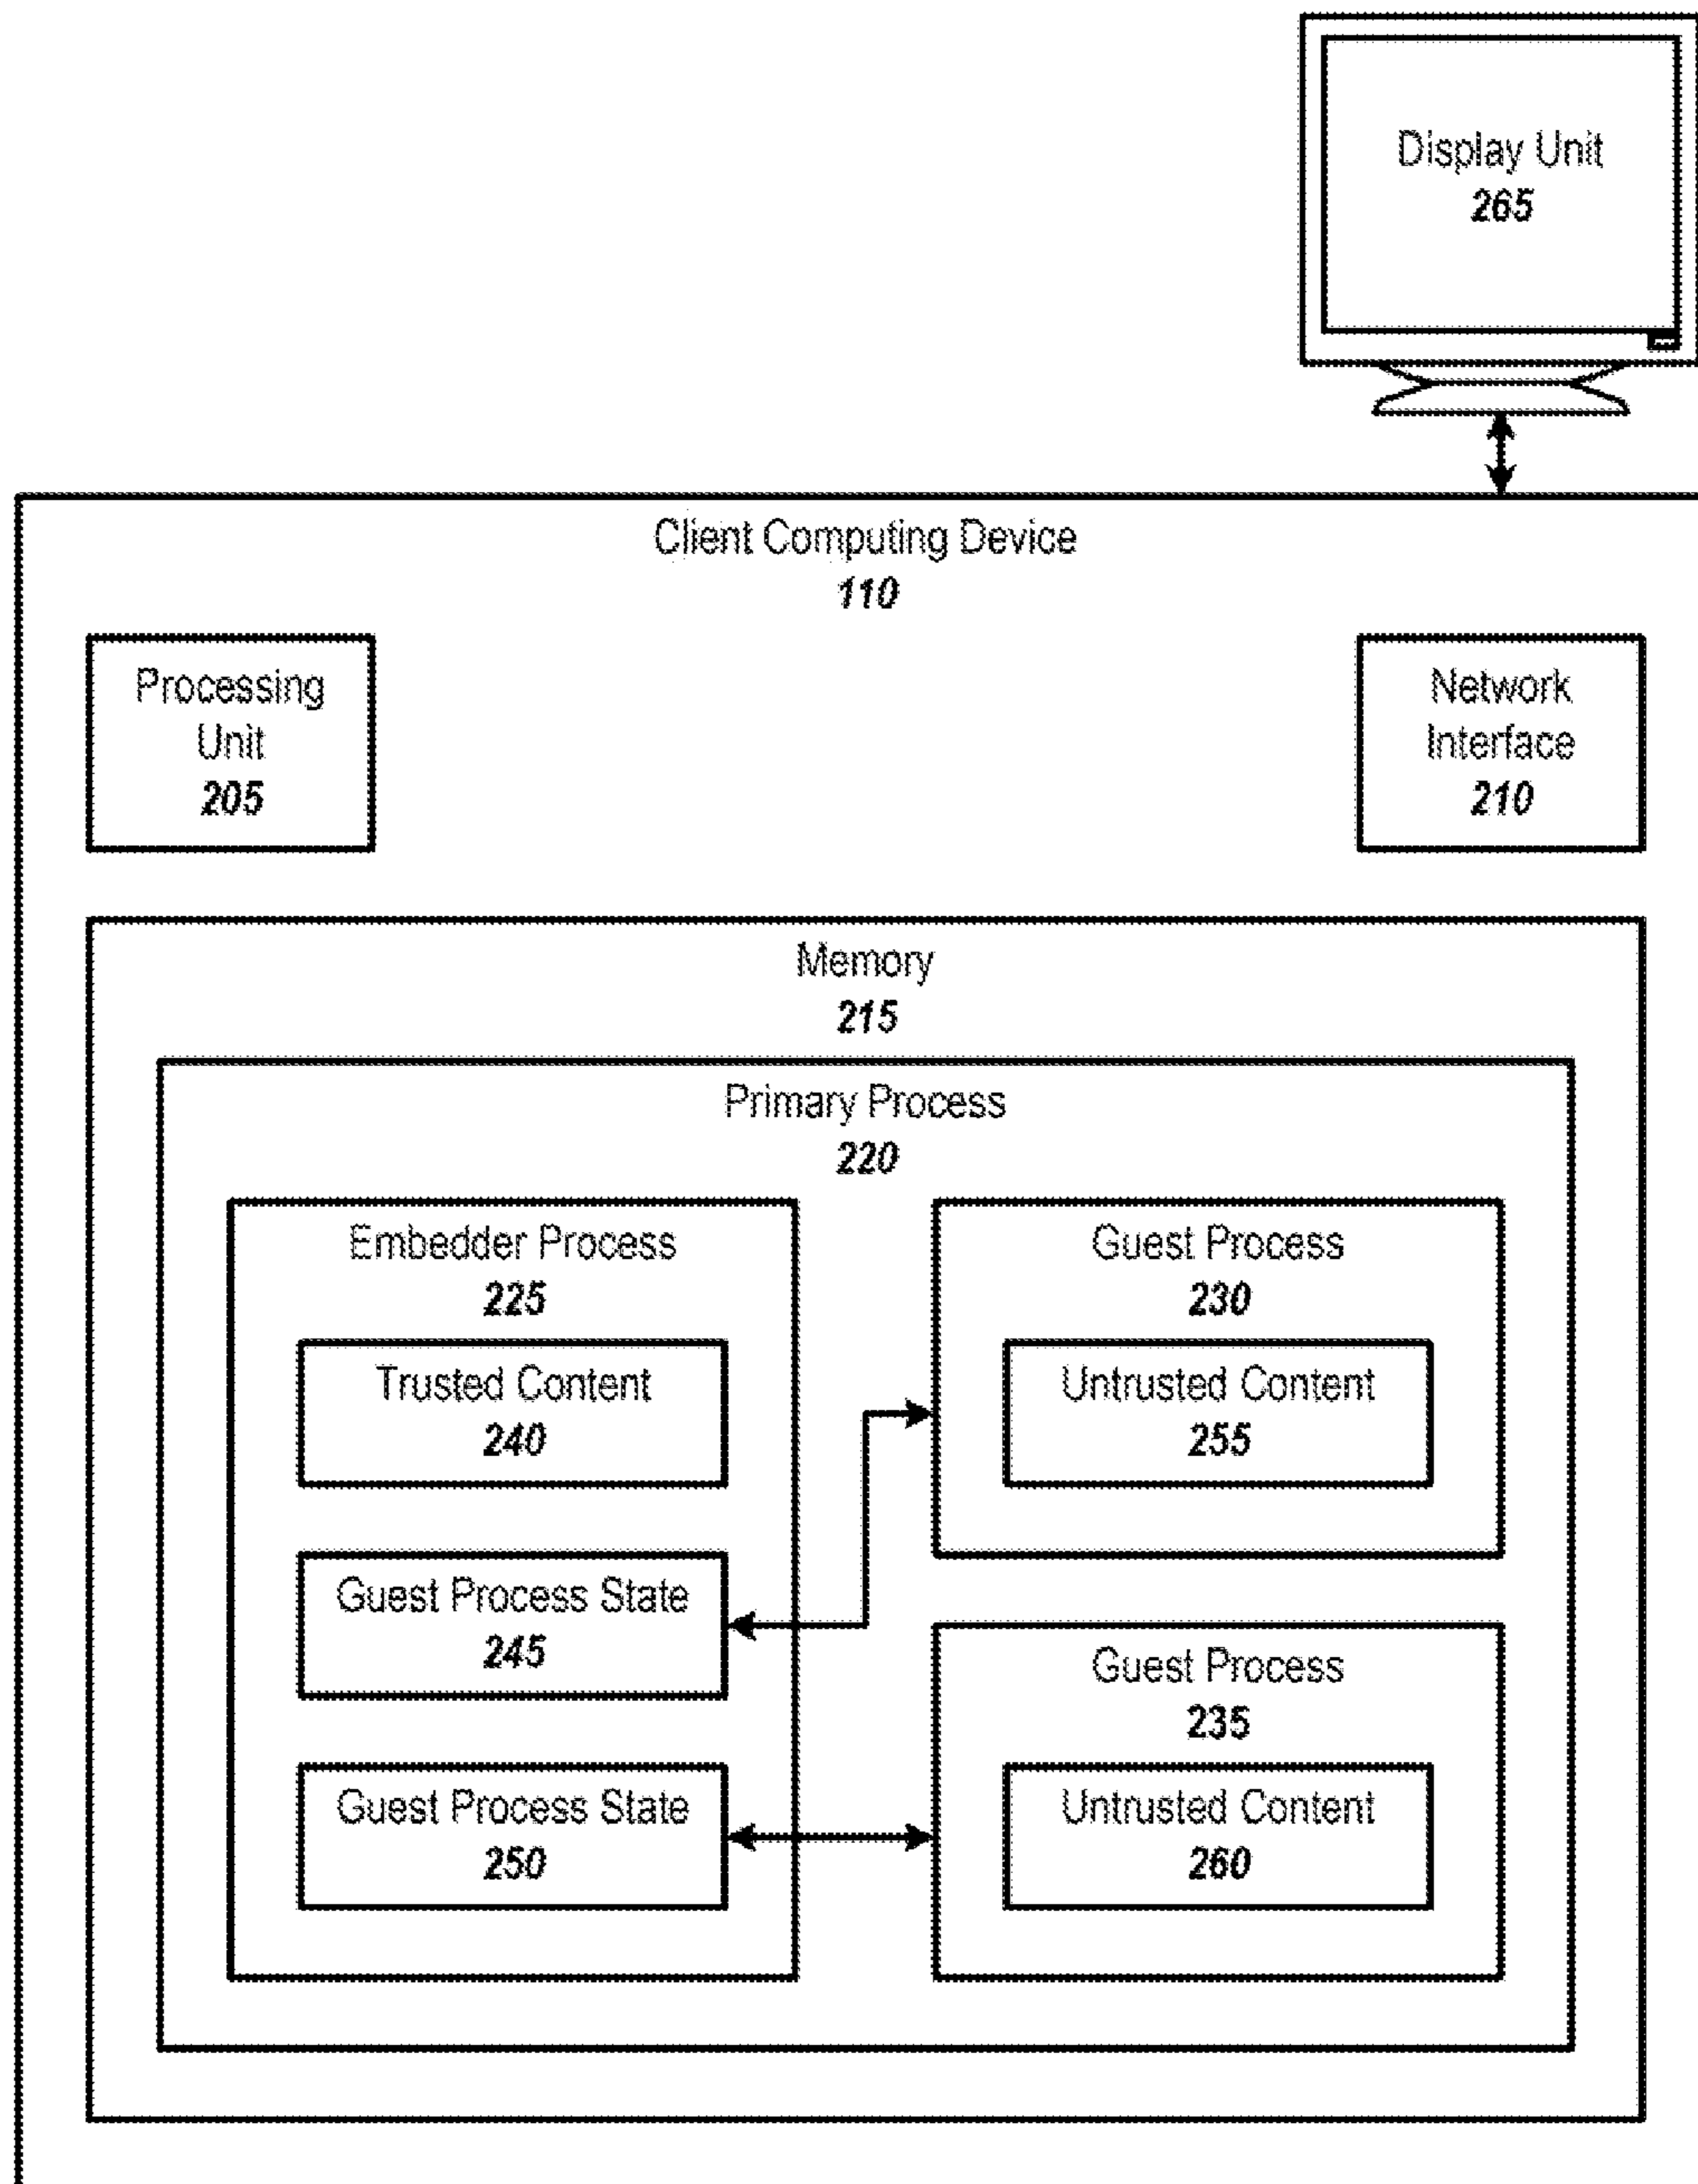 Display Unit
265
Client Computing Device
110
Processing
Unit
205
Network
Interface
210
Memory
215
Primary Process
220
Embedder Process
225
Trusted Content
240
Guest Process State
245
Guest Process State
250
Guest Process
230
Untrusted Content
255
Guest Process
235
Untrusted Content
260